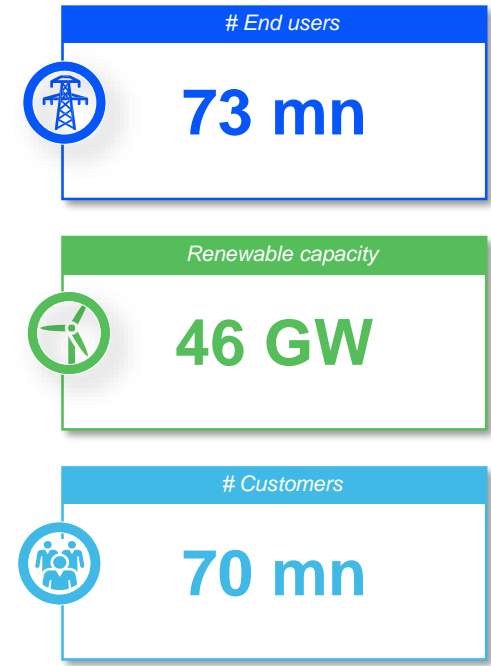 # End users
73 mn
Renewable capacity
46 GW
# Customers
70 mn